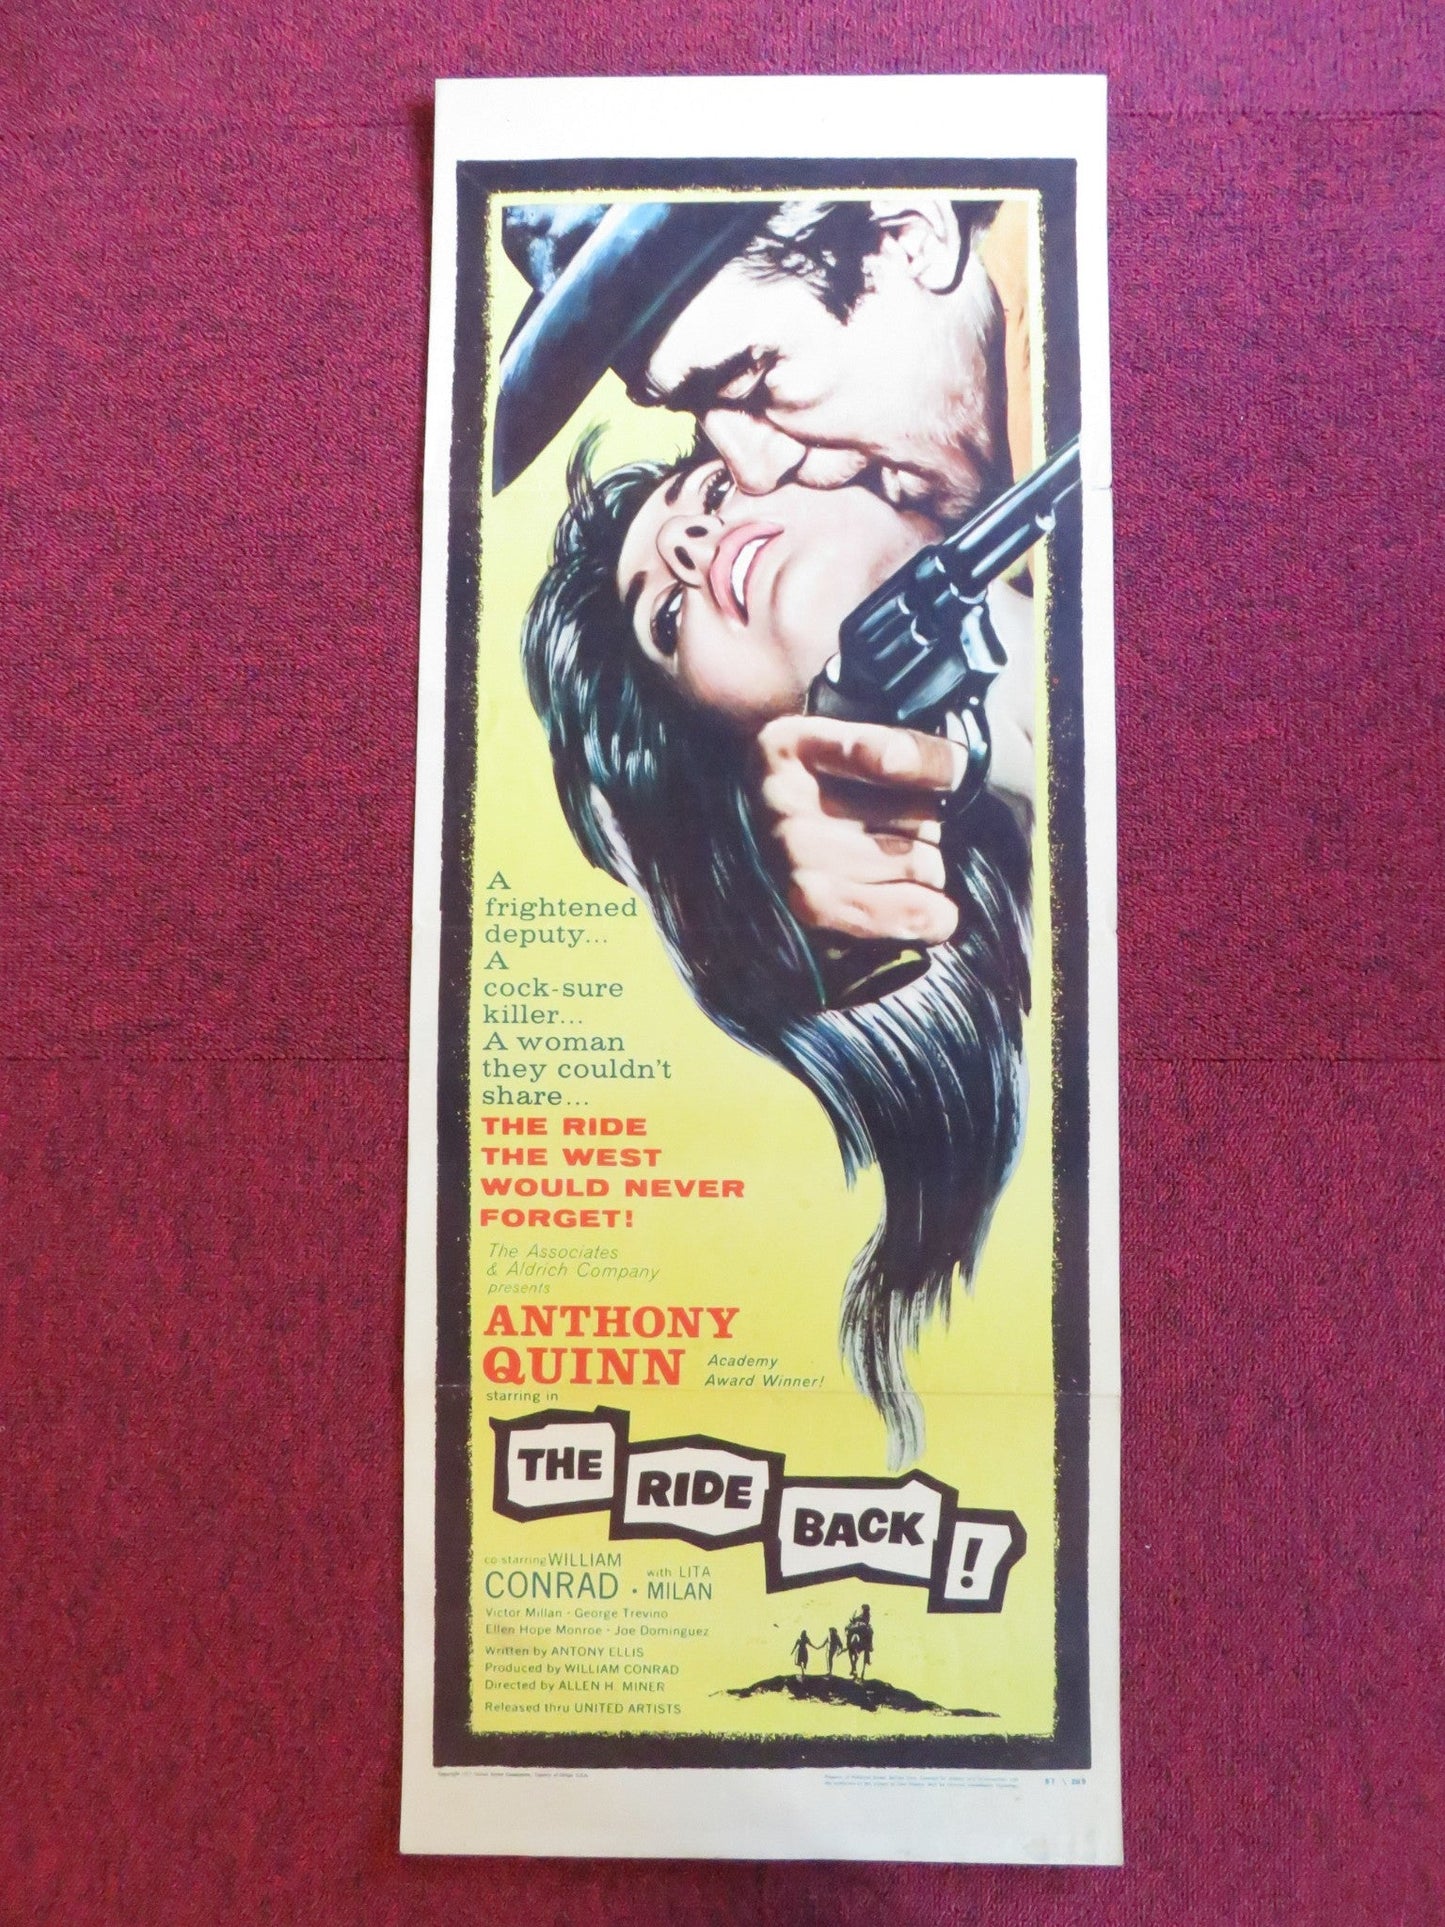 A
frightened
deputy...
A
cock-sure
killer...
A woman
they couldn't
share...
THE RIDE
THE WEST
WOULD NEVER
FORGET!
The Associates
& Aldrich Company
presents
ANTHONY
QUINN Academy
Award Winner!
starring in
THE RIDE BACK!
co-starring WILLIAM
CONRAD • with LITA
MILAN
Victor Millan - George Trevino
Ellen Hope Monroe - Joe Dominguez
Written by ANTONY ELLIS
Produced by WILLIAM CONRAD
Directed by ALLEN H. MINER
Released thru UNITED ARTISTS
57